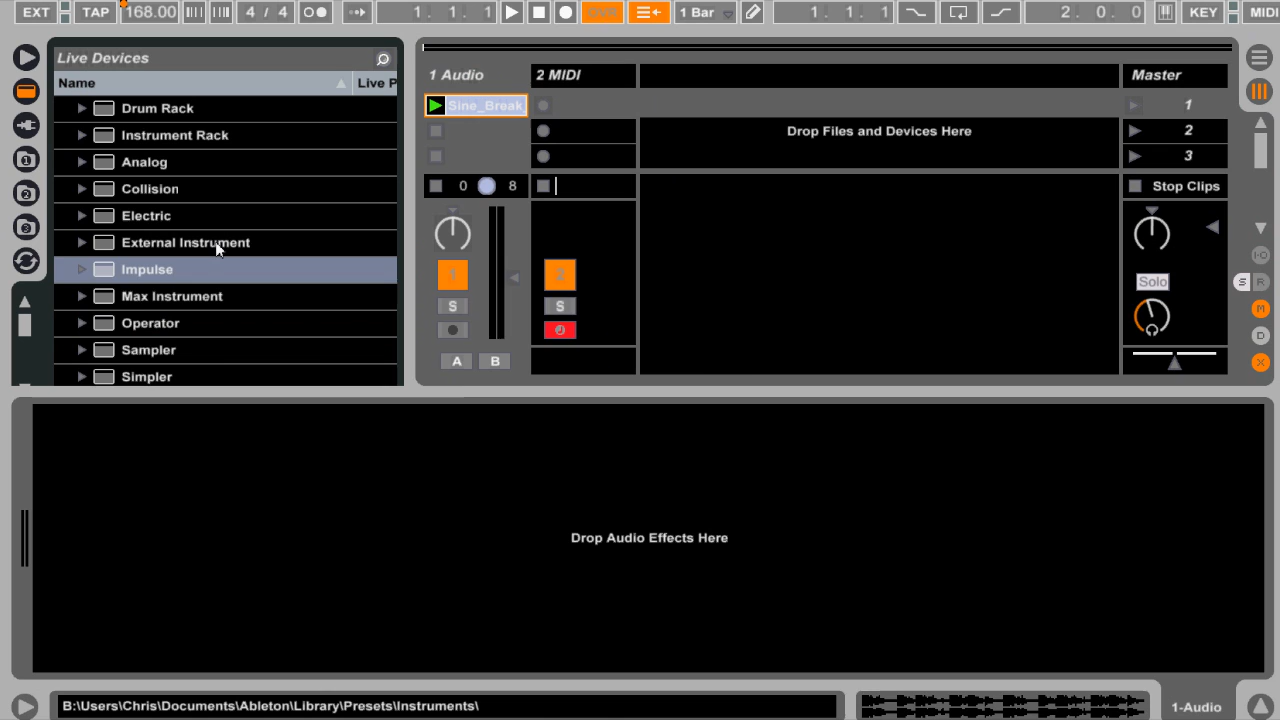 EXT TAP 168.00 4 / 4 1. 1. 1 1 Bar 1. 1. 1 2. 0. 0 KEY MIDI
Live Devices
Name Live P
Drum Rack
Instrument Rack
Analog
Collision
Electric
External Instrument
Impulse
Max Instrument
Operator
Sampler
Simpler
1 Audio 2 MIDI Master
Sine_Break 1
Drop Files and Devices Here 2
3
0 8 Stop Clips
1 2
S S Solo
A B
I·O
S R
M
D
X
Drop Audio Effects Here
B:\Users\Chris\Documents\Ableton\Library\Presets\Instruments\ 1-Audio